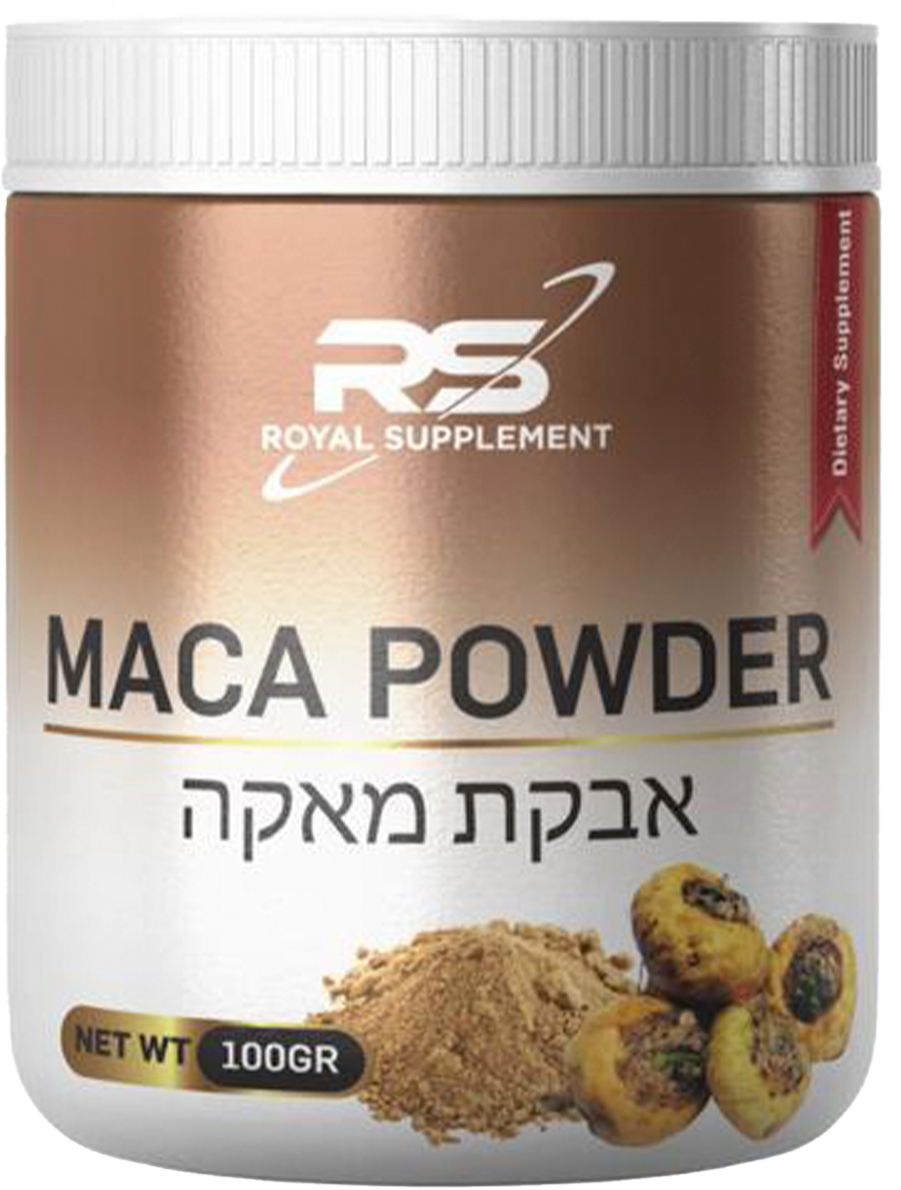 Dietary Supplement
RS
ROYAL SUPPLEMENT
MACA POWDER
אבקת מאקה
NET WT 100GR